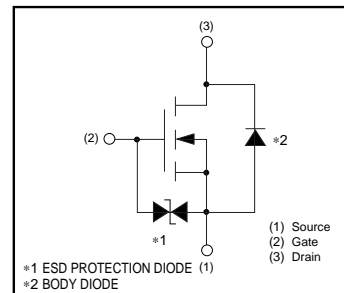 (3)
(2)
∗2
∗1
(1)
(1) Source
(2) Gate
(3) Drain
∗1 ESD PROTECTION DIODE
∗2 BODY DIODE